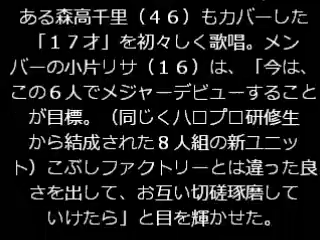 ある森高千里（４６）もカバーした
「１７才」を初々しく歌唱。メン
バーの小片リサ（１６）は、「今は、
この６人でメジャーデビューすること
が目標。（同じくハロプロ研修生
から結成された８人組の新ユニッ
ト）こぶしファクトリーとは違った良
さを出して、お互い切磋琢磨して
いけたら」と目を輝かせた。